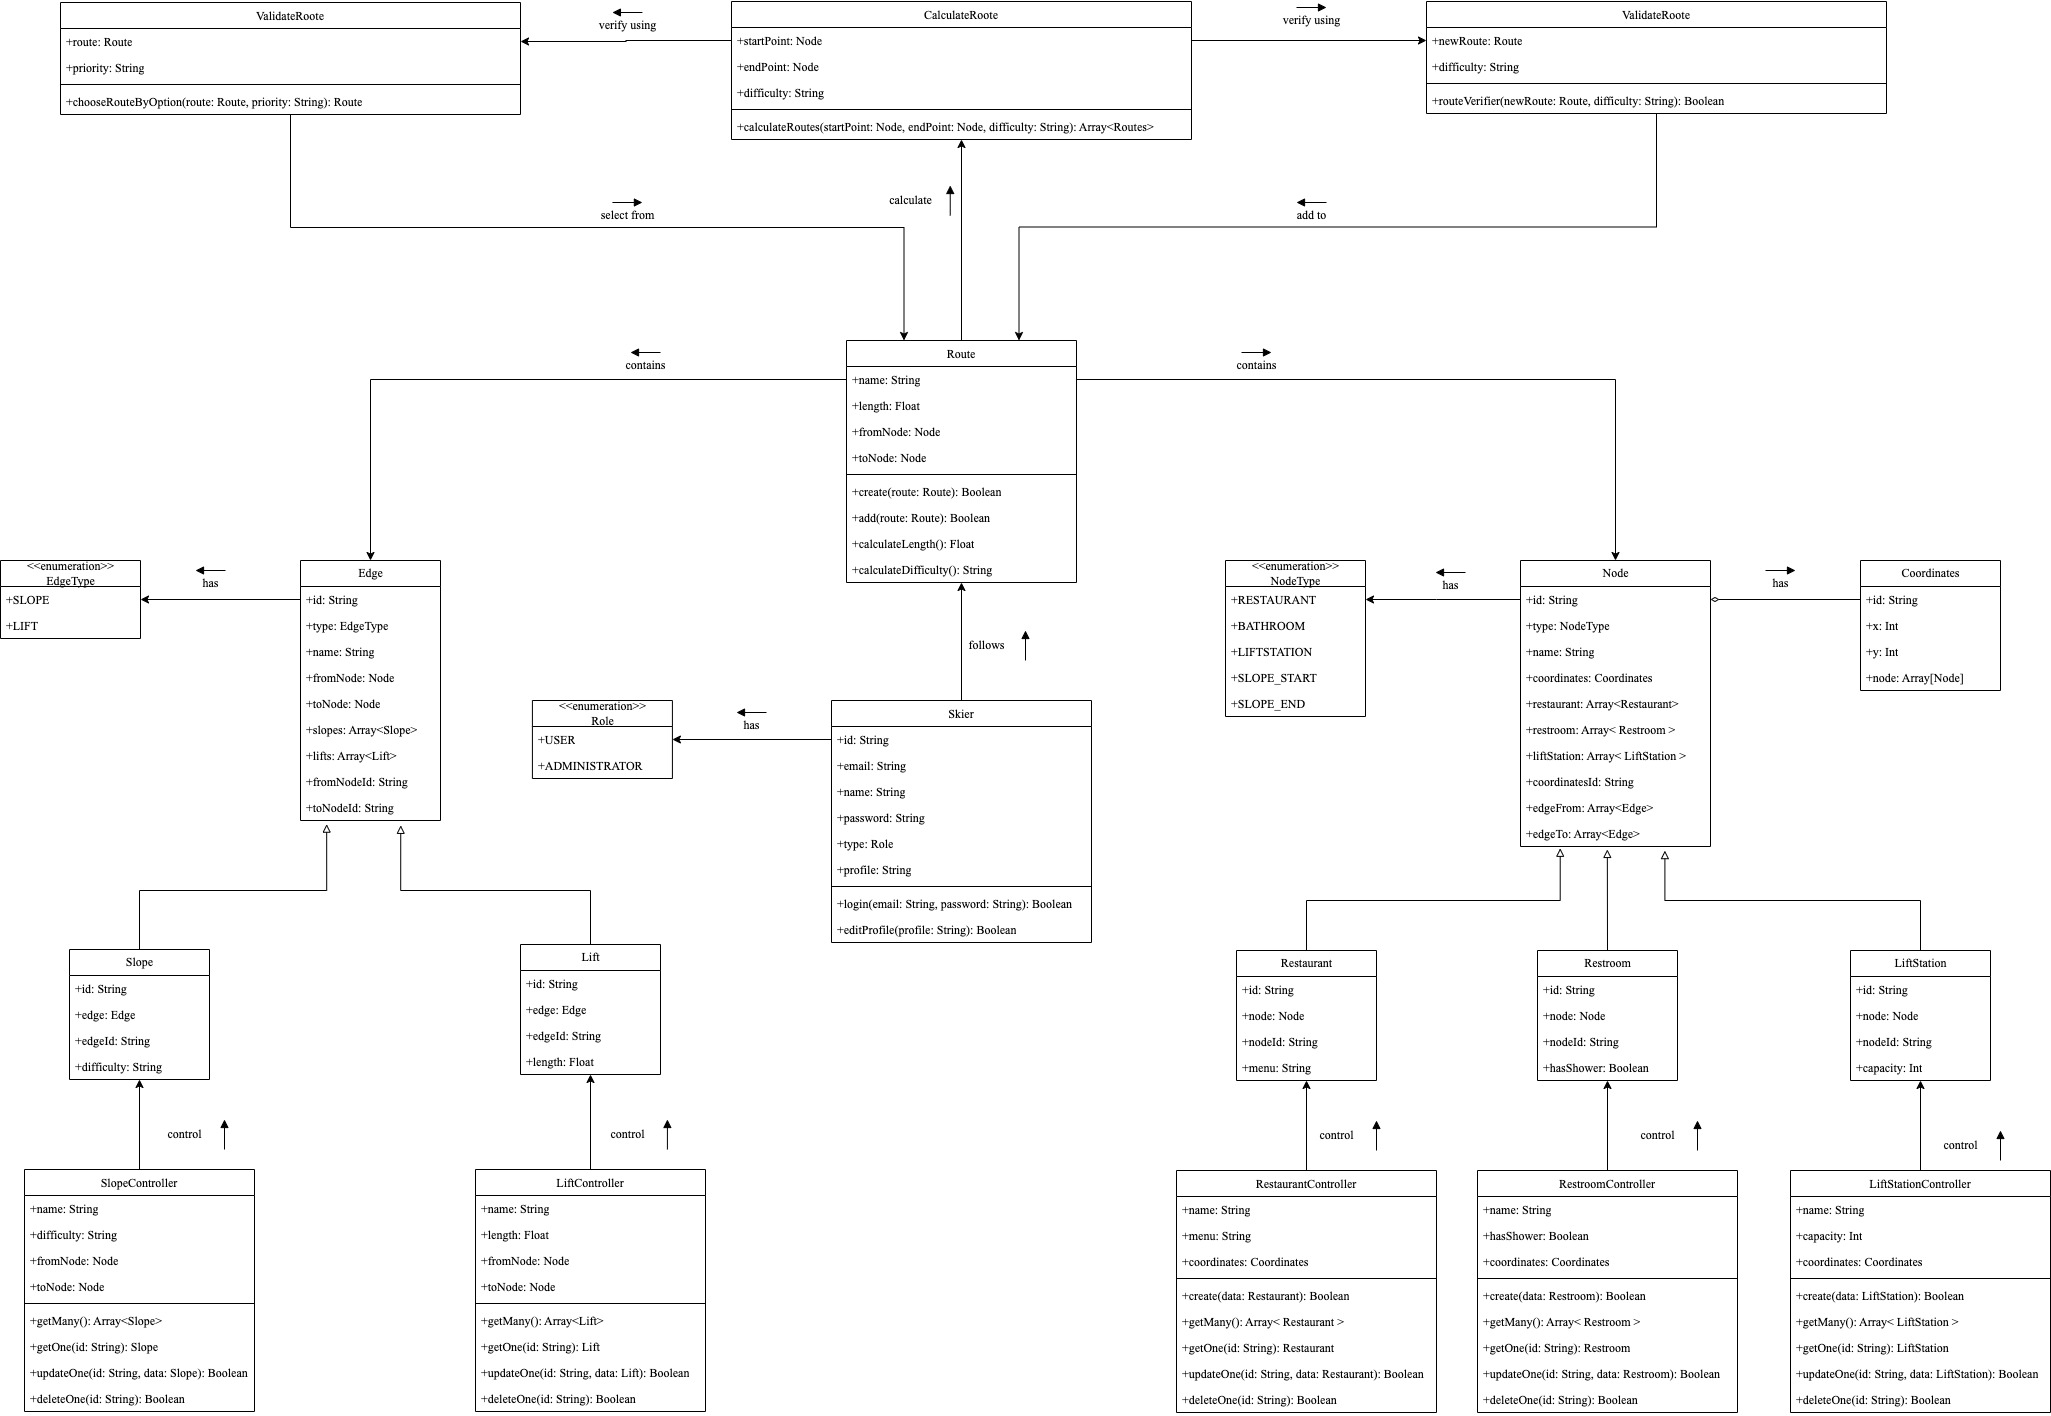 ValidateRoote
+route: Route
+priority: String
+chooseRouteByOption(route: Route, priority: String): Route
verify using
CalculateRoote
+startPoint: Node
+endPoint: Node
+difficulty: String
+calculateRoutes(startPoint: Node, endPoint: Node, difficulty: String): Array<Routes>
verify using
ValidateRoote
+newRoute: Route
+difficulty: String
+routeVerifier(newRoute: Route, difficulty: String): Boolean
select from
calculate
add to
contains
Route
+name: String
+length: Float
+fromNode: Node
+toNode: Node
+create(route: Route): Boolean
+add(route: Route): Boolean
+calculateLength(): Float
+calculateDifficulty(): String
contains
<<enumeration>>
EdgeType
+SLOPE
+LIFT
has
Edge
+id: String
+type: EdgeType
+name: String
+fromNode: Node
+toNode: Node
+slopes: Array<Slope>
+lifts: Array<Lift>
+fromNodeId: String
+toNodeId: String
follows
<<enumeration>>
Role
+USER
+ADMINISTRATOR
has
Skier
+id: String
+email: String
+name: String
+password: String
+type: Role
+profile: String
+login(email: String, password: String): Boolean
+editProfile(profile: String): Boolean
<<enumeration>>
NodeType
+RESTAURANT
+BATHROOM
+LIFTSTATION
+SLOPE_START
+SLOPE_END
has
Node
+id: String
+type: NodeType
+name: String
+coordinates: Coordinates
+restaurant: Array<Restaurant>
+restroom: Array< Restroom >
+liftStation: Array< LiftStation >
+coordinatesId: String
+edgeFrom: Array<Edge>
+edgeTo: Array<Edge>
has
Coordinates
+id: String
+x: Int
+y: Int
+node: Array[Node]
Slope
+id: String
+edge: Edge
+edgeId: String
+difficulty: String
Lift
+id: String
+edge: Edge
+edgeId: String
+length: Float
Restaurant
+id: String
+node: Node
+nodeId: String
+menu: String
Restroom
+id: String
+node: Node
+nodeId: String
+hasShower: Boolean
LiftStation
+id: String
+node: Node
+nodeId: String
+capacity: Int
control
control
control
control
control
SlopeController
+name: String
+difficulty: String
+fromNode: Node
+toNode: Node
+getMany(): Array<Slope>
+getOne(id: String): Slope
+updateOne(id: String, data: Slope): Boolean
+deleteOne(id: String): Boolean
LiftController
+name: String
+length: Float
+fromNode: Node
+toNode: Node
+getMany(): Array<Lift>
+getOne(id: String): Lift
+updateOne(id: String, data: Lift): Boolean
+deleteOne(id: String): Boolean
RestaurantController
+name: String
+menu: String
+coordinates: Coordinates
+create(data: Restaurant): Boolean
+getMany(): Array< Restaurant >
+getOne(id: String): Restaurant
+updateOne(id: String, data: Restaurant): Boolean
+deleteOne(id: String): Boolean
RestroomController
+name: String
+hasShower: Boolean
+coordinates: Coordinates
+create(data: Restroom): Boolean
+getMany(): Array< Restroom >
+getOne(id: String): Restroom
+updateOne(id: String, data: Restroom): Boolean
+deleteOne(id: String): Boolean
LiftStationController
+name: String
+capacity: Int
+coordinates: Coordinates
+create(data: LiftStation): Boolean
+getMany(): Array< LiftStation >
+getOne(id: String): LiftStation
+updateOne(id: String, data: LiftStation): Boolean
+deleteOne(id: String): Boolean